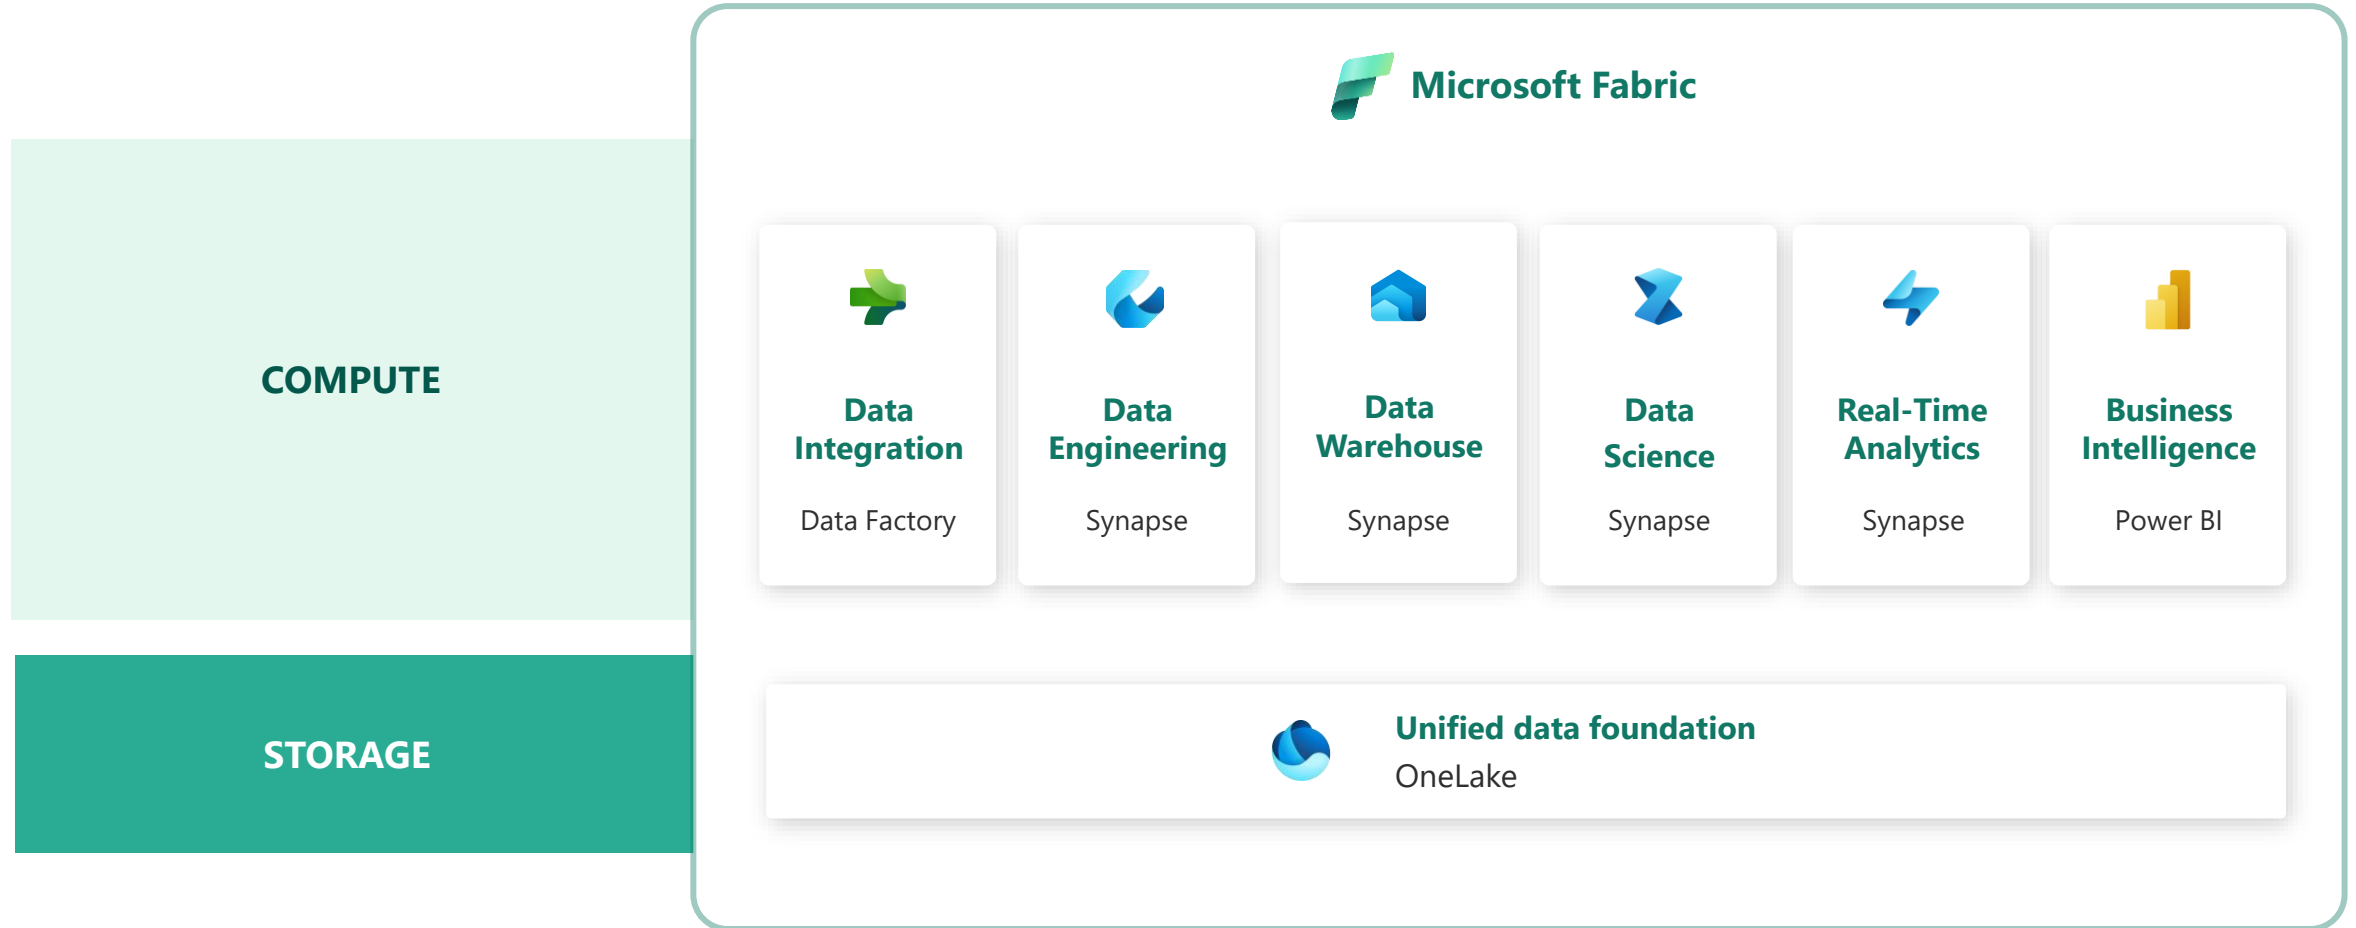 Microsoft Fabric
COMPUTE
Data
Integration
Data Factory
Data
Engineering
Synapse
Data
Warehouse
Synapse
Data
Science
Synapse
Real-Time
Analytics
Synapse
Business
Intelligence
Power BI
STORAGE
Unified data foundation
OneLake